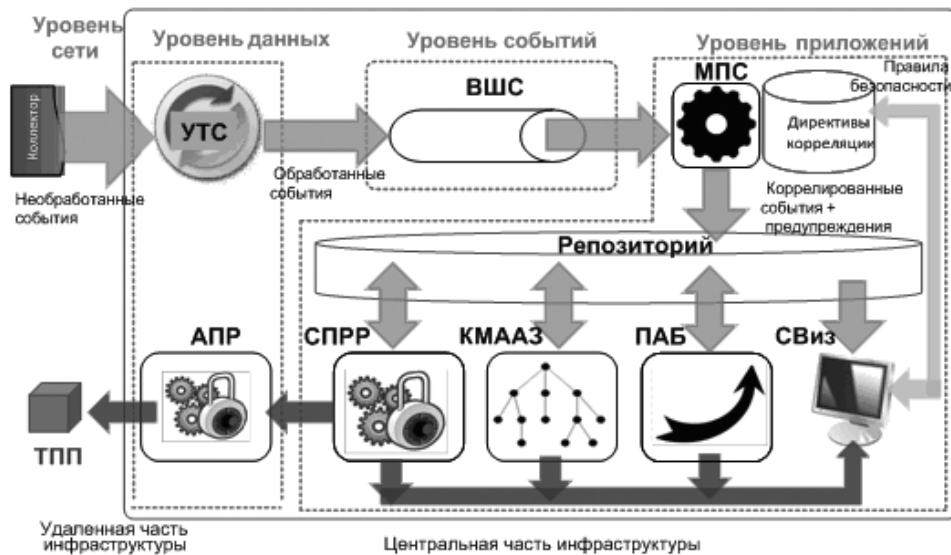 Уровень
сети
Уровень данных
Уровень событий
Уровень приложений
Коллектор
УТС
ВШС
МПС
Правила
безопасности
Директивы
корреляции
Необработанные
события
Обработанные
события
Коррелированные
события +
предупреждения
Репозиторий
АПР
СПРР
КМААЗ
ПАБ
СВиз
ТПП
Удаленная часть
инфраструктуры
Центральная часть инфраструктуры